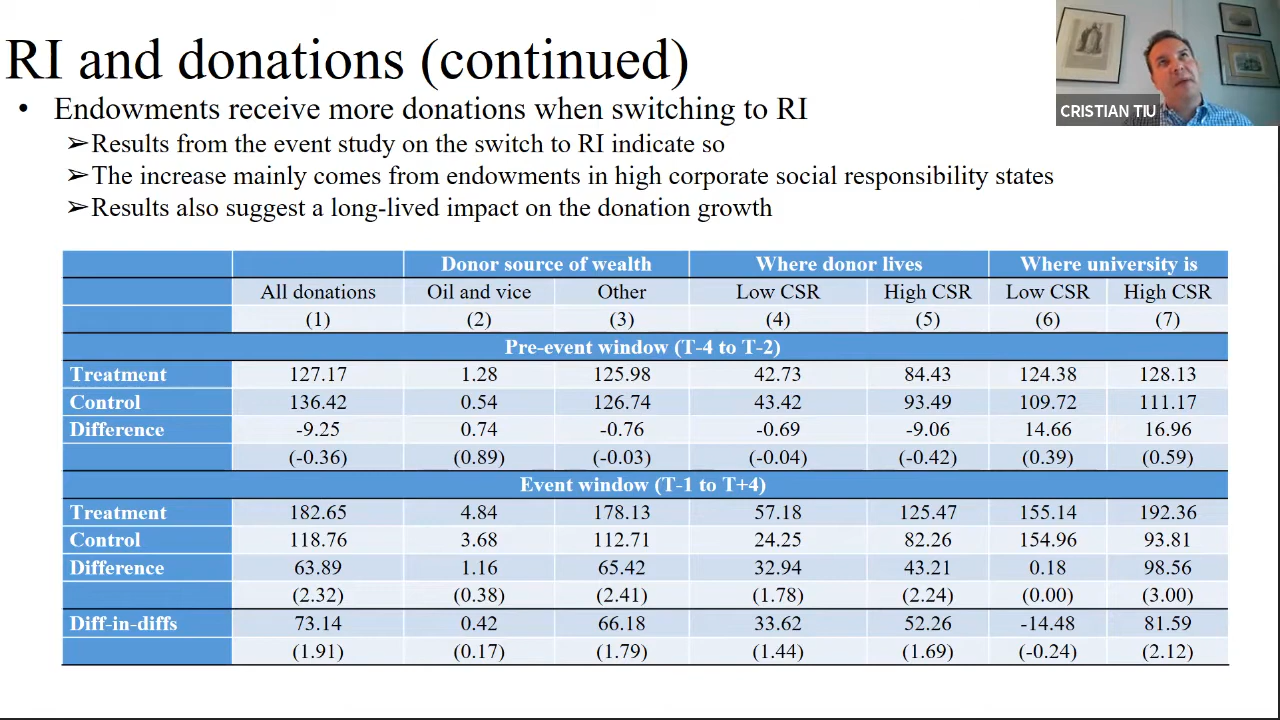 RI and donations (continued)
CRISTIAN TIU
• Endowments receive more donations when switching to RI
➢Results from the event study on the switch to RI indicate so
➢The increase mainly comes from endowments in high corporate social responsibility states
➢Results also suggest a long-lived impact on the donation growth
Donor source of wealth Where donor lives Where university is
All donations Oil and vice Other Low CSR High CSR Low CSR High CSR
(1) (2) (3) (4) (5) (6) (7)
Pre-event window (T-4 to T-2)
Treatment 127.17 1.28 125.98 42.73 84.43 124.38 128.13
Control 136.42 0.54 126.74 43.42 93.49 109.72 111.17
Difference -9.25 0.74 -0.76 -0.69 -9.06 14.66 16.96
(-0.36) (0.89) (-0.03) (-0.04) (-0.42) (0.39) (0.59)
Event window (T-1 to T+4)
Treatment 182.65 4.84 178.13 57.18 125.47 155.14 192.36
Control 118.76 3.68 112.71 24.25 82.26 154.96 93.81
Difference 63.89 1.16 65.42 32.94 43.21 0.18 98.56
(2.32) (0.38) (2.41) (1.78) (2.24) (0.00) (3.00)
Diff-in-diffs 73.14 0.42 66.18 33.62 52.26 -14.48 81.59
(1.91) (0.17) (1.79) (1.44) (1.69) (-0.24) (2.12)